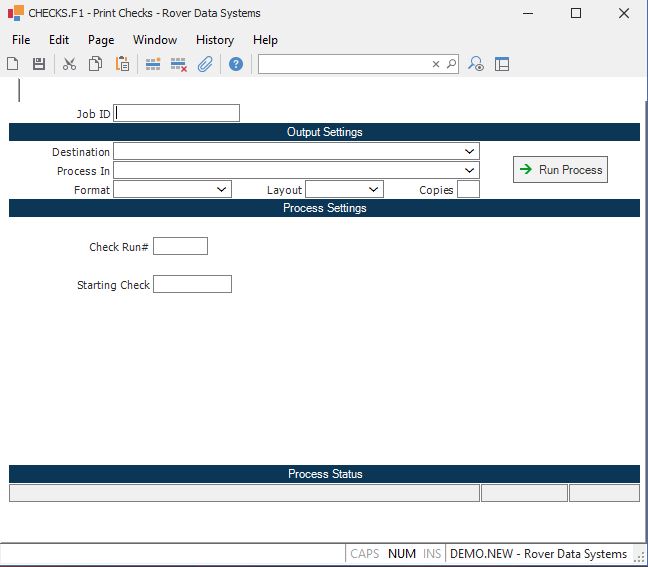 CHECKS.F1 - Print Checks - Rover Data Systems
File Edit Page Window History Help
Job ID
Output Settings
Destination
Process In
Run Process
Format Layout Copies
Process Settings
Check Run#
Starting Check
Process Status
CAPS NUM INS DEMO.NEW - Rover Data Systems